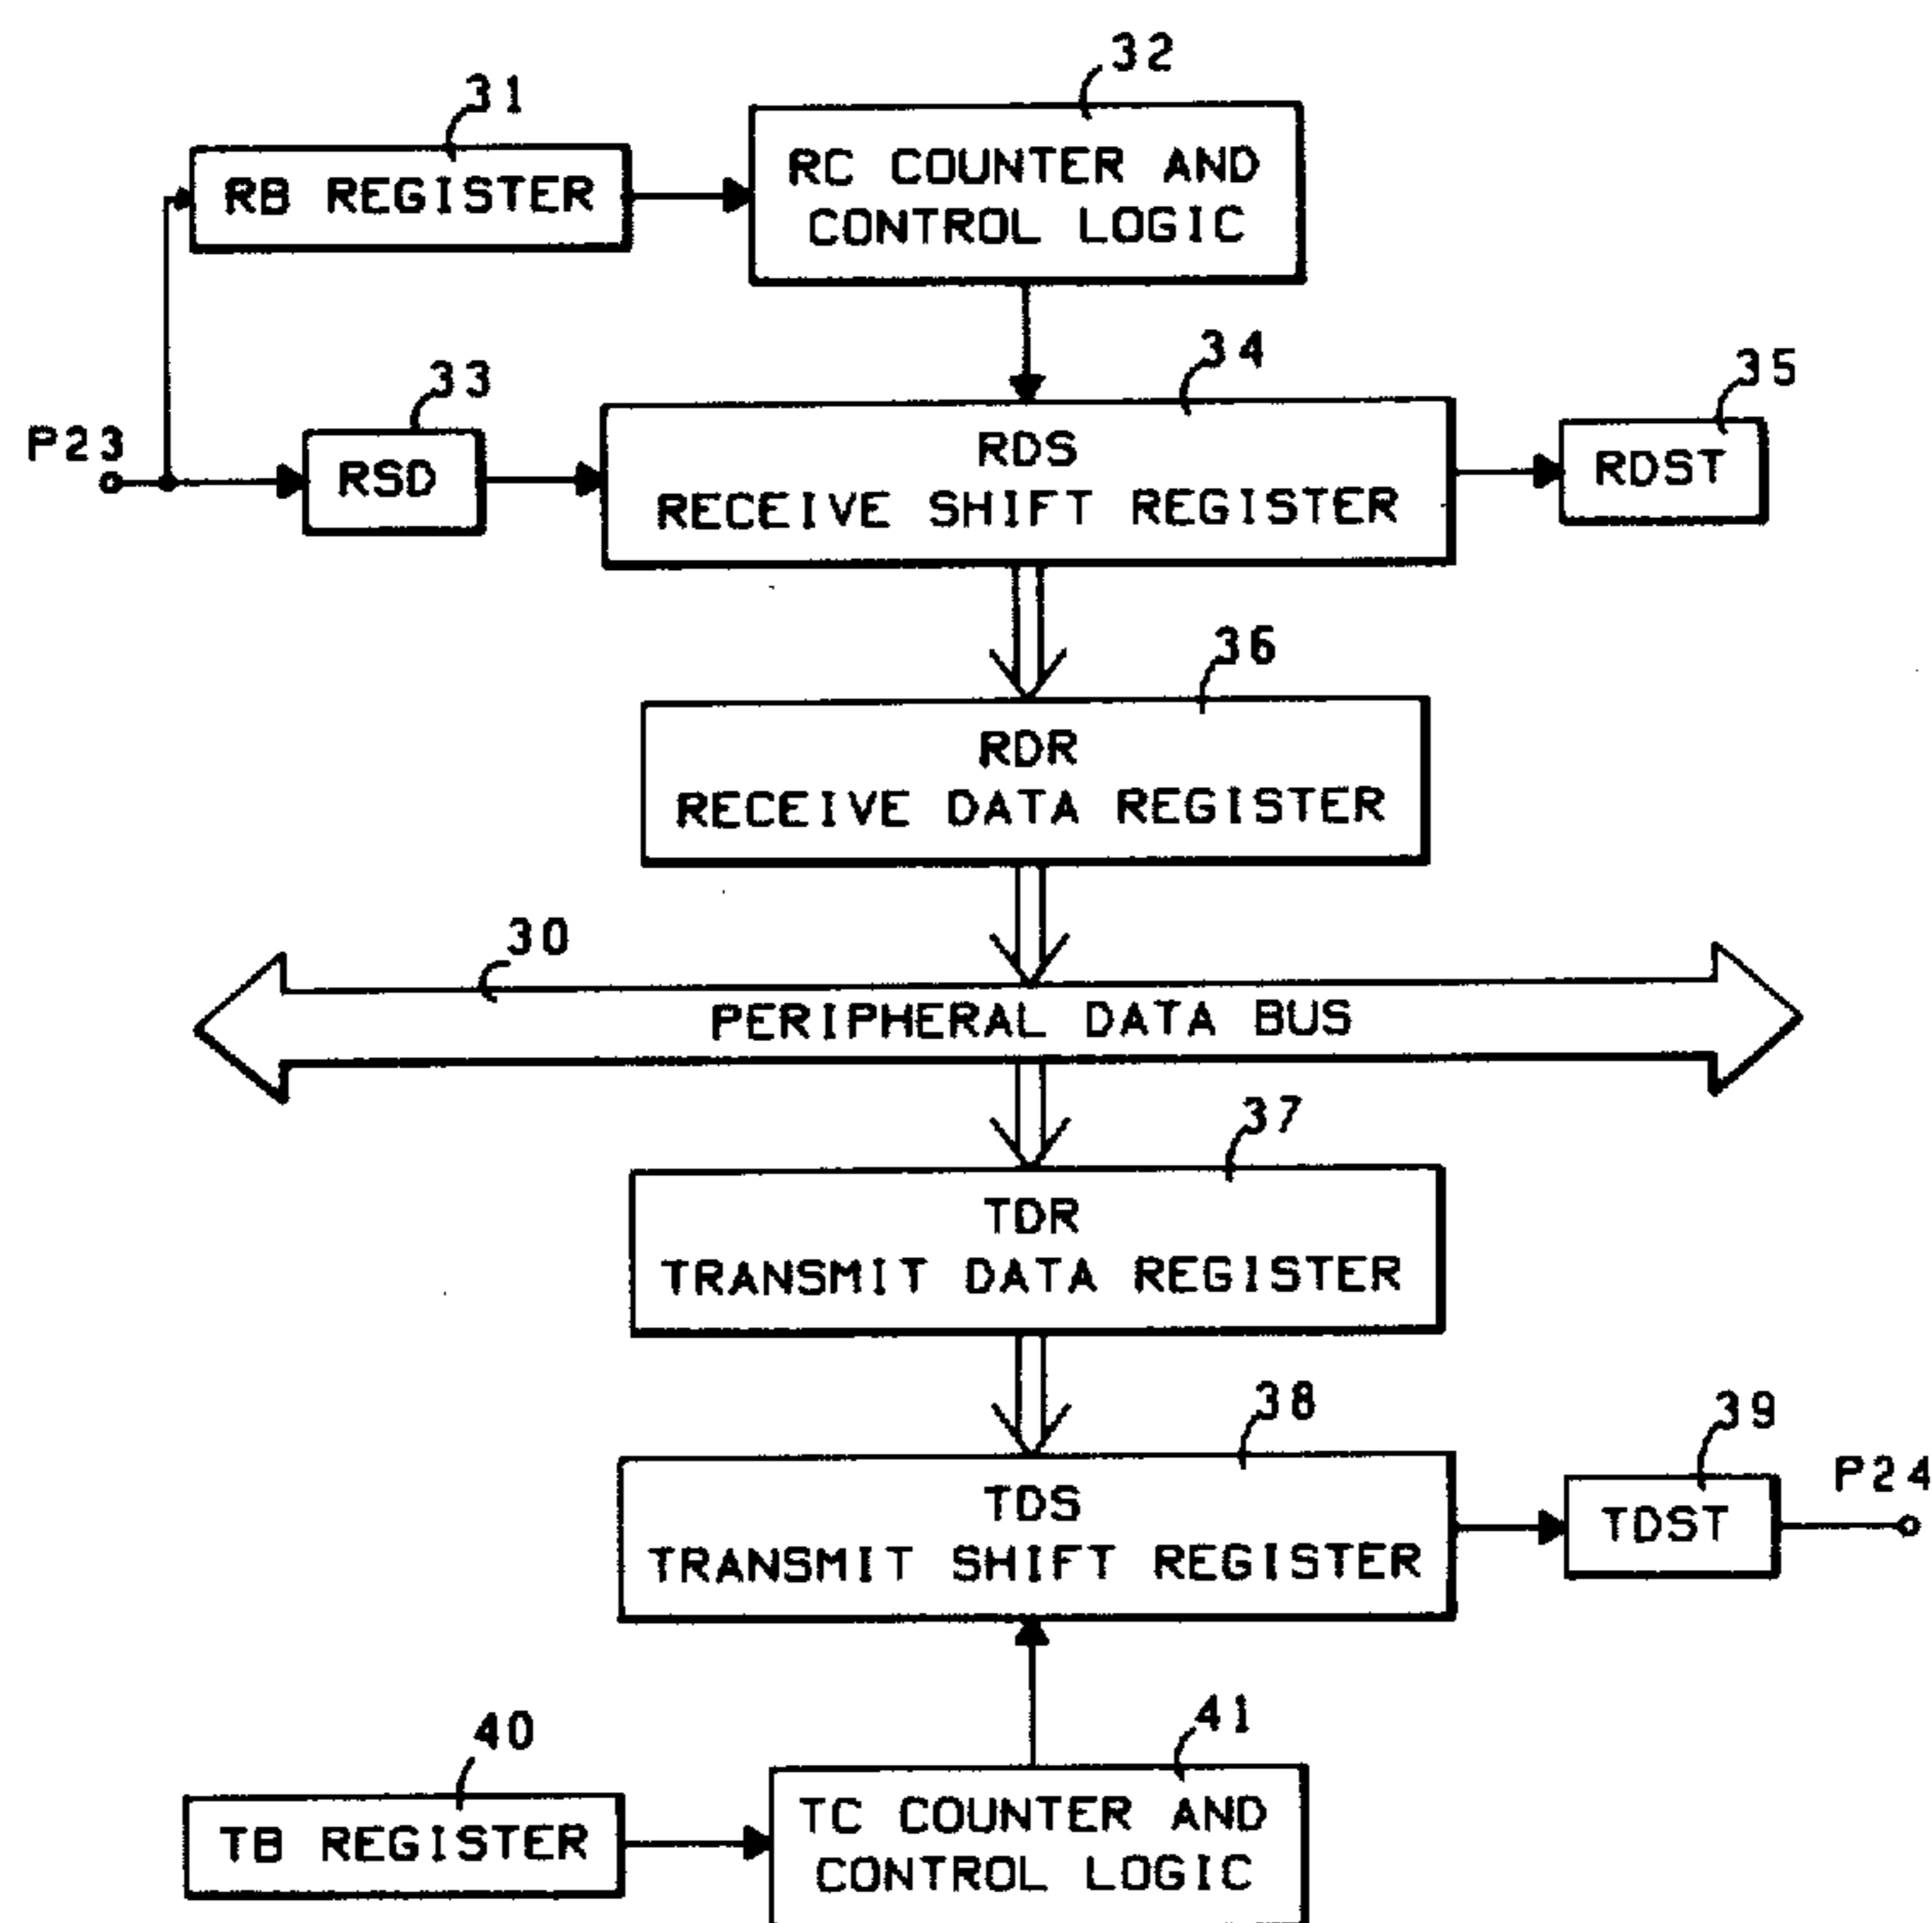 32
31
RC COUNTER AND
CONTROL LOGIC
RB REGISTER
34
35
33
P23
RSD
RDS
RECEIVE SHIFT REGISTER
RDST
36
RDR
RECEIVE DATA REGISTER
30
PERIPHERAL DATA BUS
37
TDR
TRANSMIT DATA REGISTER
38
39
P24
TDS
TRANSMIT SHIFT REGISTER
TDST
40
41
TB REGISTER
TC COUNTER AND
CONTROL LOGIC